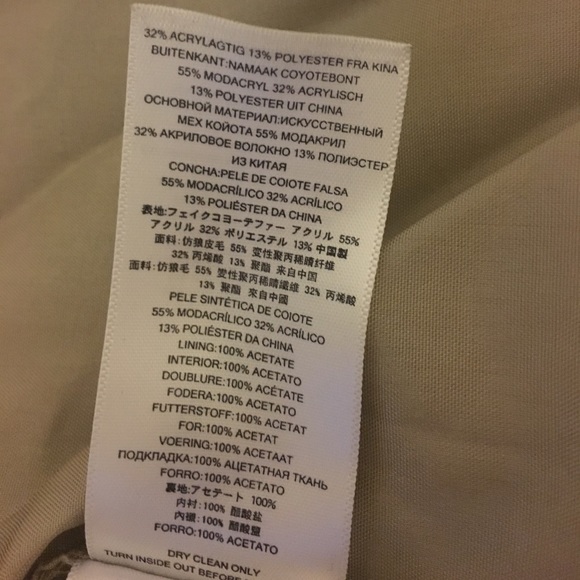 32% ACRYLAGTIG 13% POLYESTER FRA KINA
BUITENKANT:NAMAAK COYOTEBONT
55% MODACRYL 32% ACRYLISCH
13% POLYESTER UIT CHINA
ОСНОВНОЙ МАТЕРИАЛ:ИСКУССТВЕННЫЙ
МЕХ КОЙОТА 55% МОДАКРИЛ
32% АКРИЛОВОЕ ВОЛОКНО 13% ПОЛИЭСТЕР
ИЗ КИТАЯ
CONCHA:PELE DE COIOTE FALSA
55% MODACRÍLICO 32% ACRÍLICO
13% POLIÉSTER DA CHINA
表地:フェイクコヨーテファー アクリル 55%
アクリル 32% ポリエステル 13% 中国製
面料:仿狼皮毛 55% 变性聚丙稀腈纤维
32% 丙烯酸 13% 聚酯 来自中国
面料:仿狼毛 55% 變性聚丙稀腈纖維 32% 丙烯酸
13% 聚酯 來自中國
PELE SINTÉTICA DE COIOTE
55% MODACRÍLICO 32% ACRÍLICO
13% POLIÉSTER DA CHINA
LINING:100% ACETATE
INTERIOR:100% ACETATO
DOUBLURE:100% ACÉTATE
FODERA:100% ACETATO
FUTTERSTOFF:100% ACETAT
FOR:100% ACETAT
VOERING:100% ACETAAT
ПОДКЛАДКА:100% АЦЕТАТНАЯ ТКАНЬ
FORRO:100% ACETATO
裏地:アセテート 100%
内衬:100% 醋酸盐
內襯:100% 醋酸鹽
FORRO:100% ACETATO
DRY CLEAN ONLY
TURN INSIDE OUT BEFORE